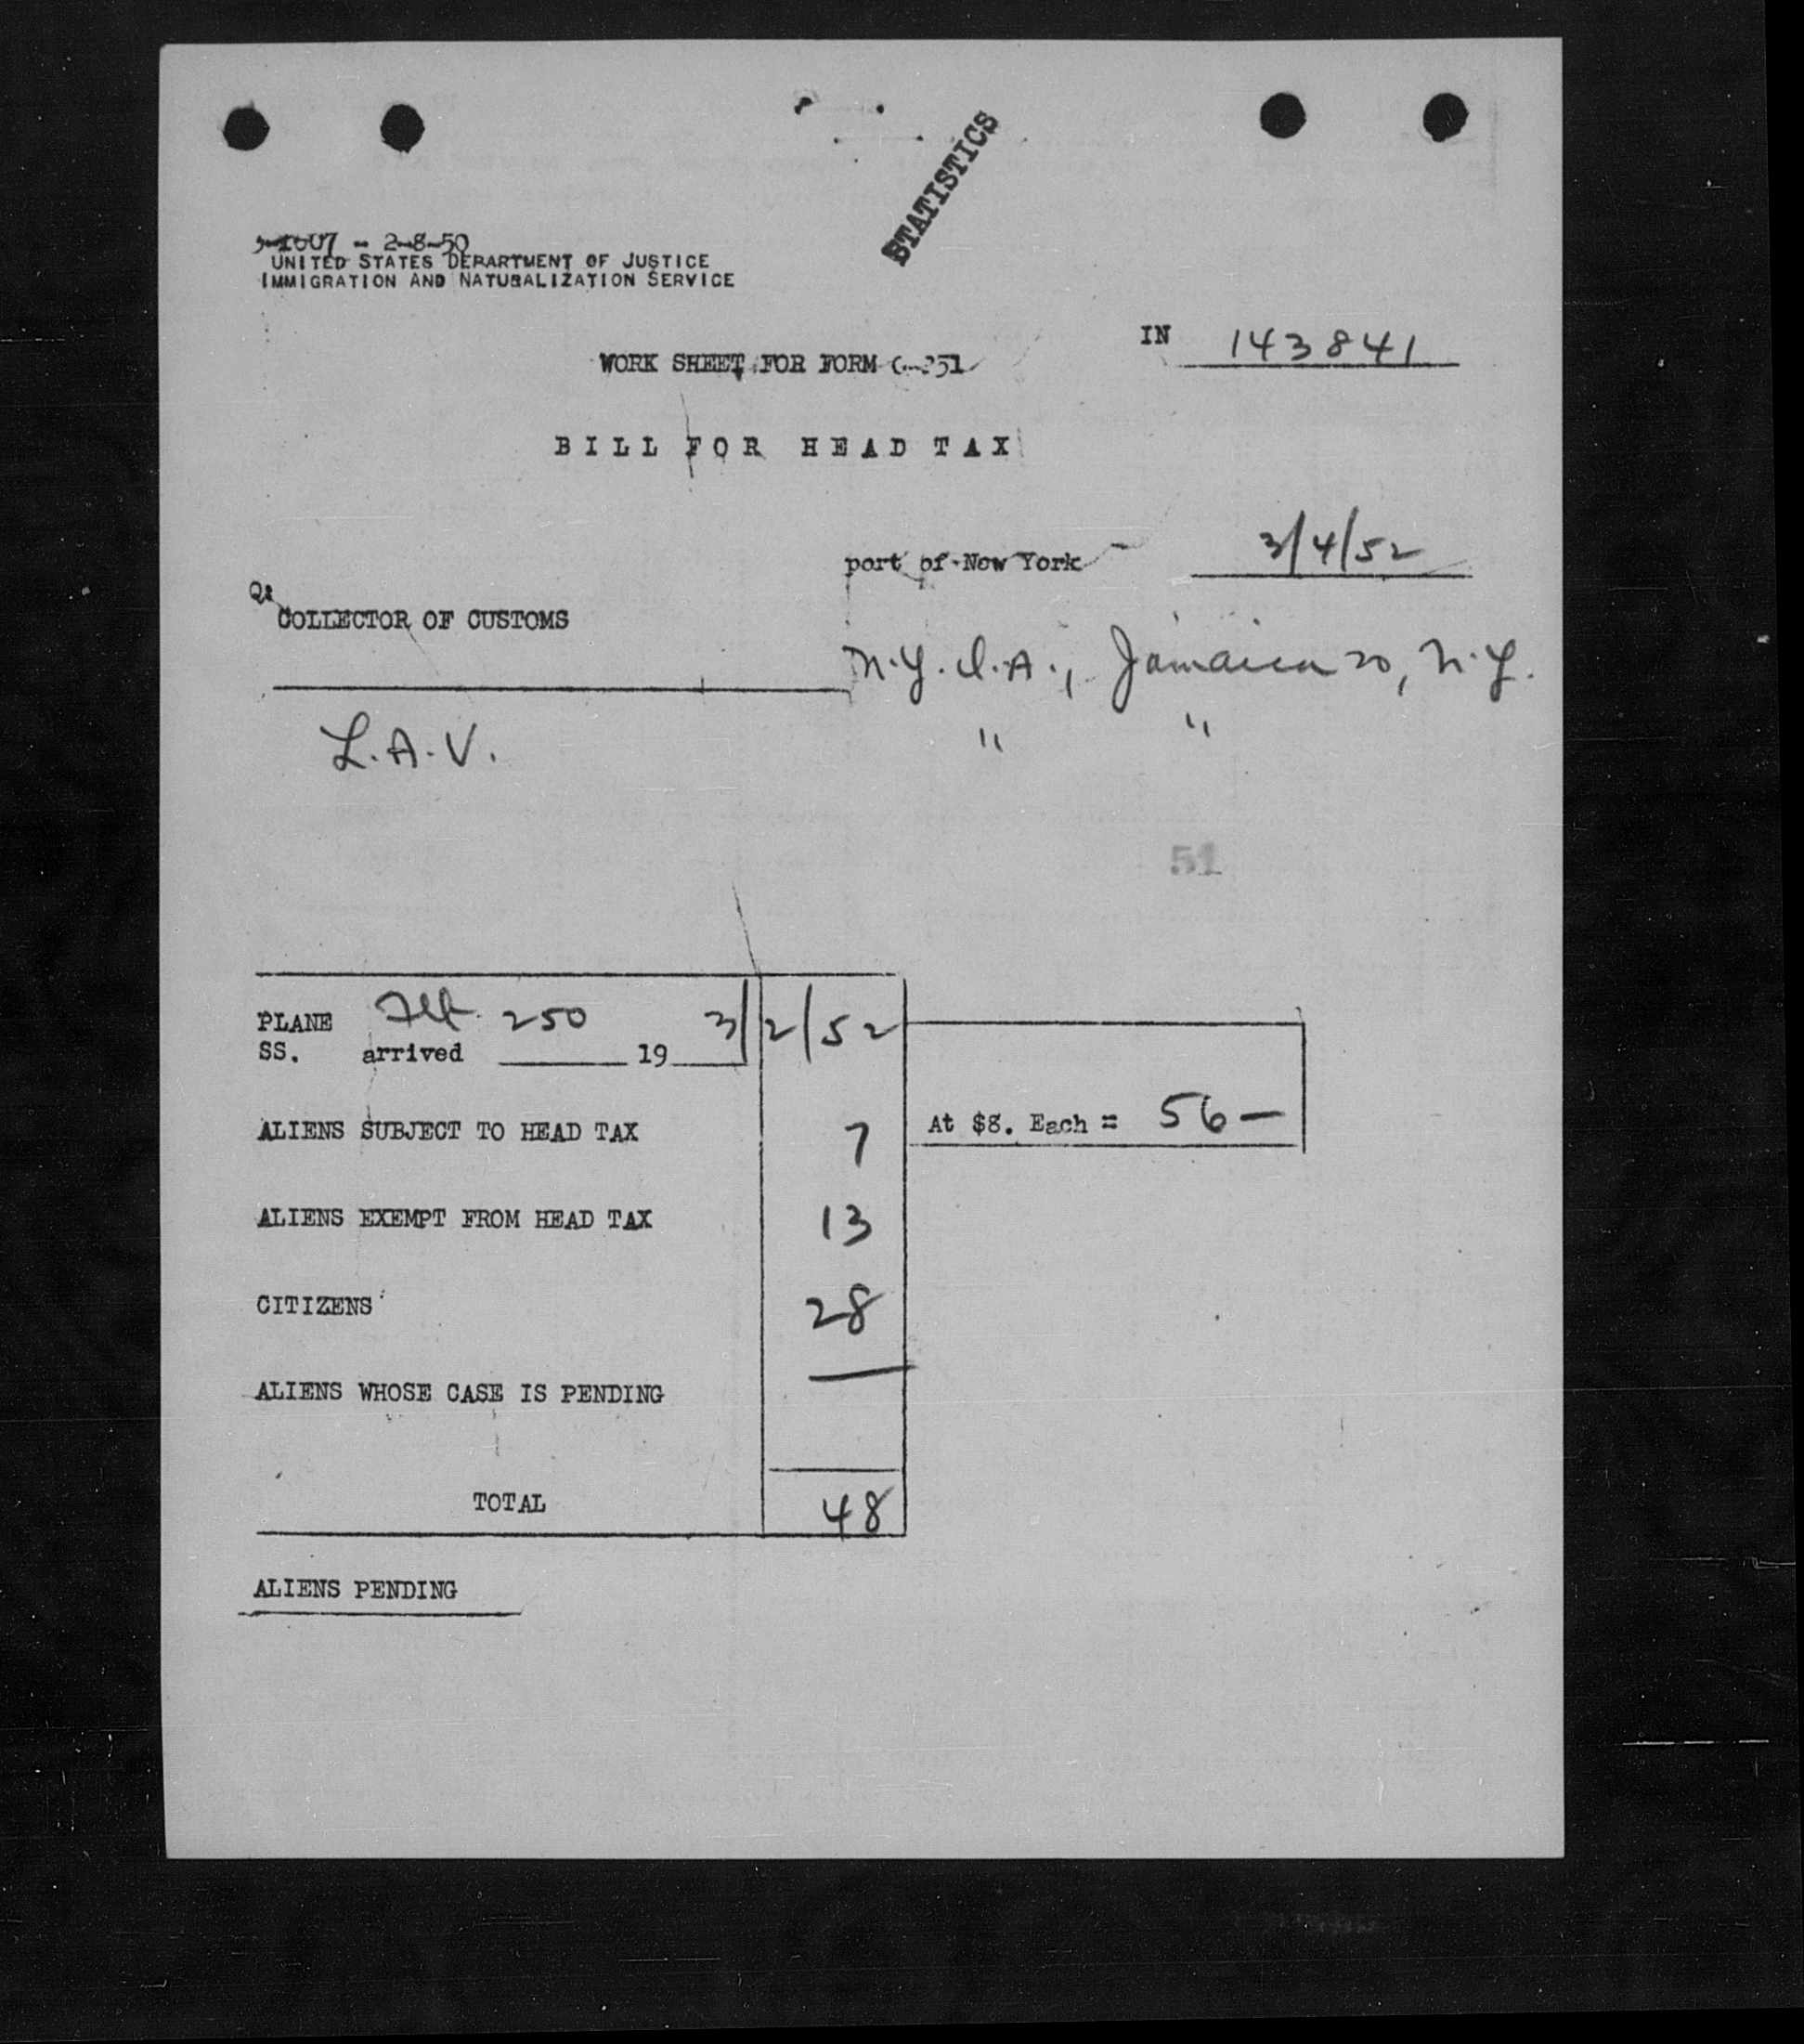 STATISTICS
1007 - 2-8-50
UNITED STATES DEPARTMENT OF JUSTICE
IMMIGRATION AND NATURALIZATION SERVICE
IN 143841
WORK SHEET FOR FORM 51
BILL FOR HEAD TAX
port of New York 3/4/52
COLLECTOR OF CUSTOMS
N.Y.I.A., Jamaica 20, N.Y.
L.A.V. " "
51
PLANE Flt. 250 3/2/52
SS. arrived 19
ALIENS SUBJECT TO HEAD TAX 7 At $8. Each = 56 —
ALIENS EXEMPT FROM HEAD TAX 13
CITIZENS 28
ALIENS WHOSE CASE IS PENDING —
TOTAL 48
ALIENS PENDING